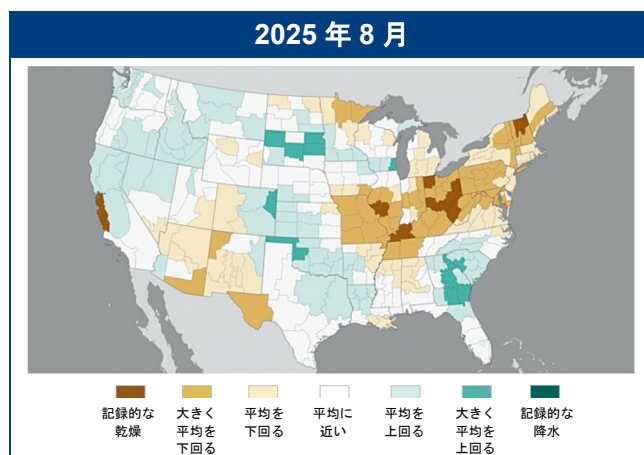 2025 年 8 月
記録的な
乾燥
大きく
平均を
下回る
平均を
下回る
平均に
近い
平均を
上回る
大きく
平均を
上回る
記録的な
降水